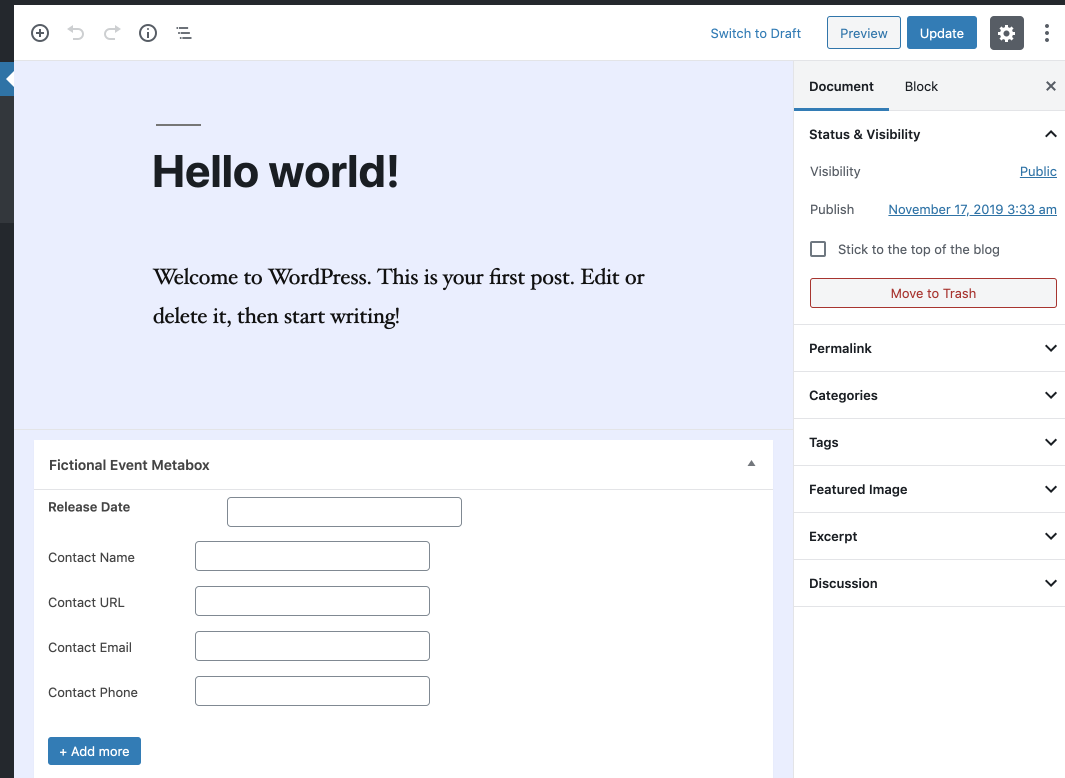 Switch to Draft Preview Update
Document Block
Status & Visibility
Visibility Public
Publish November 17, 2019 3:33 am
Stick to the top of the blog
Move to Trash
Permalink
Categories
Tags
Featured Image
Excerpt
Discussion
Hello world!
Welcome to WordPress. This is your first post. Edit or
delete it, then start writing!
Fictional Event Metabox
Release Date
Contact Name
Contact URL
Contact Email
Contact Phone
+ Add more